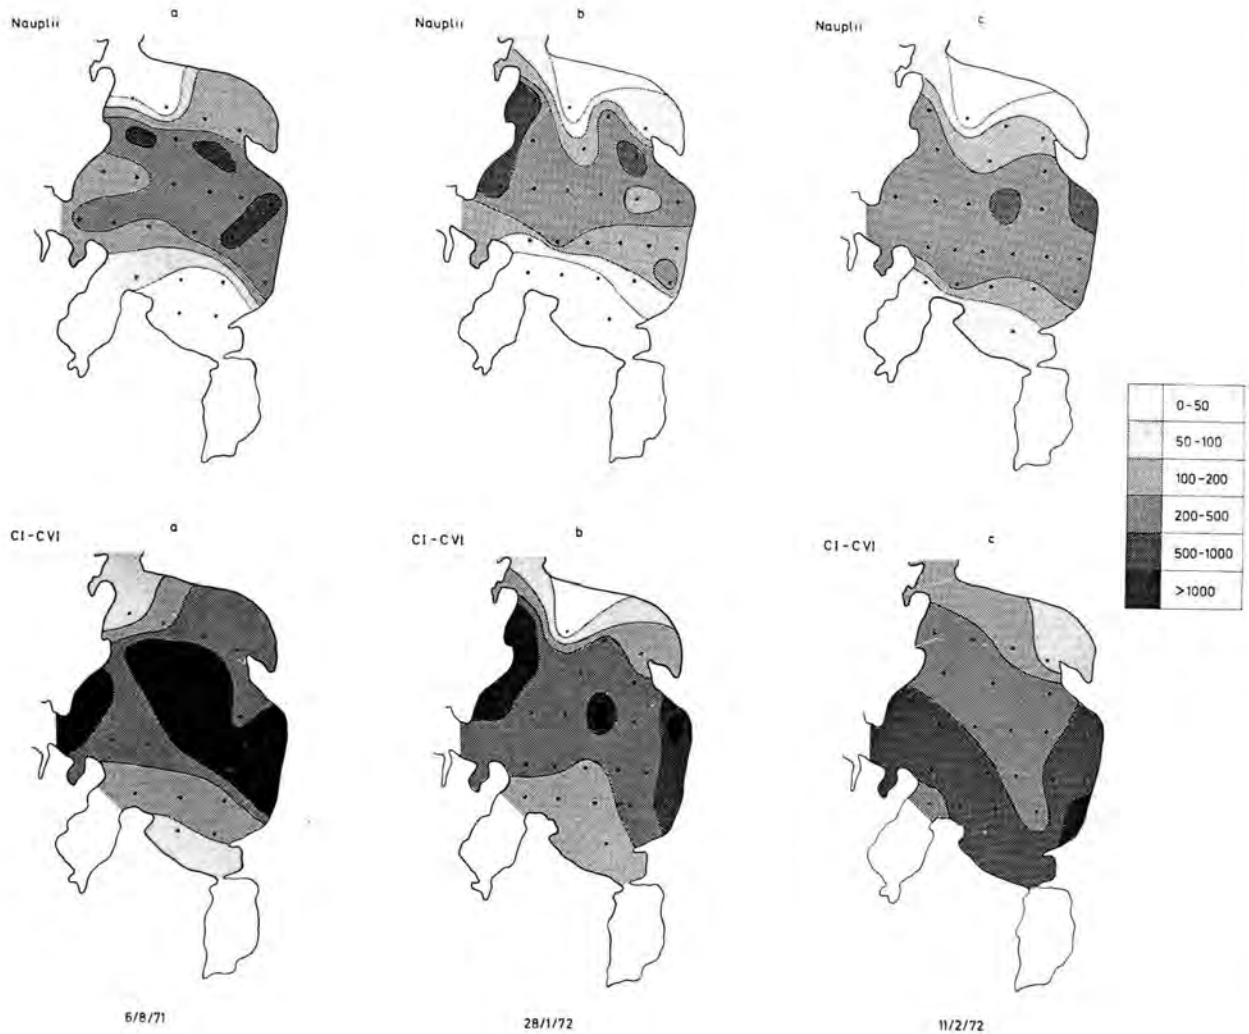 Nauplii
a
Nauplii
b
Nauplii
c
0-50
50-100
100-200
200-500
500-1000
>1000
CI-CVI
a
CI-CVI
b
CI-CVI
c
6/8/71
28/1/72
11/2/72